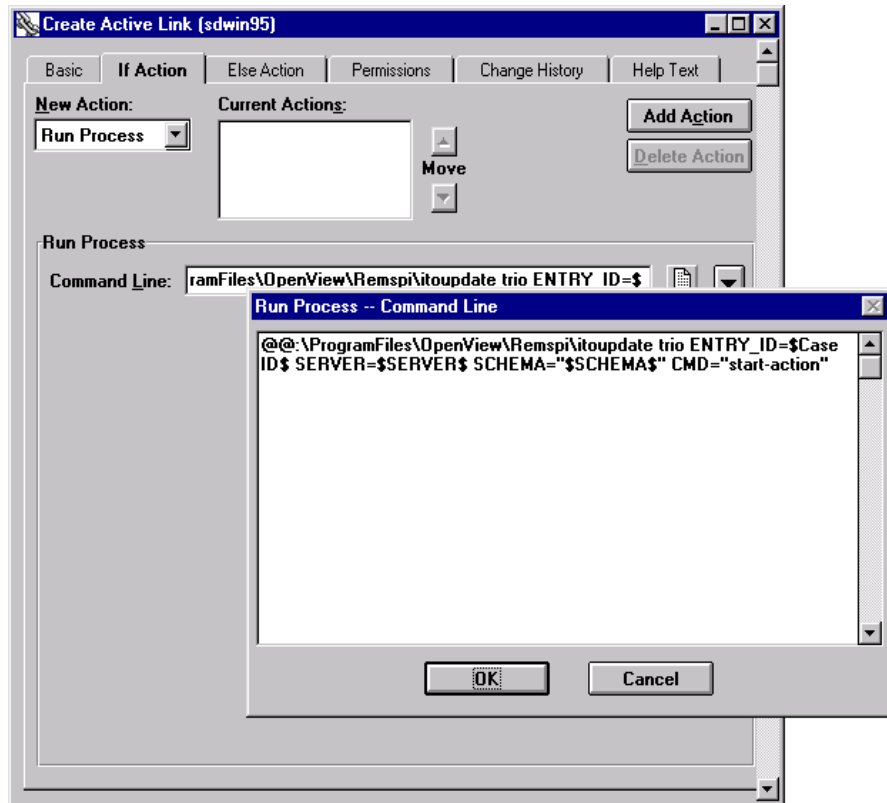 Create Active Link (sdwin95)
Basic If Action Else Action Permissions Change History Help Text
New Action: Current Actions:
Run Process
Add Action
Delete Action
Move
Run Process
Command Line: ramFiles\OpenView\Remspi\itoupdate trio ENTRY_ID=$
Run Process -- Command Line
@@:\ProgramFiles\OpenView\Remspi\itoupdate trio ENTRY_ID=$Case
ID$ SERVER=$SERVER$ SCHEMA="$SCHEMA$" CMD="start-action"
OK Cancel